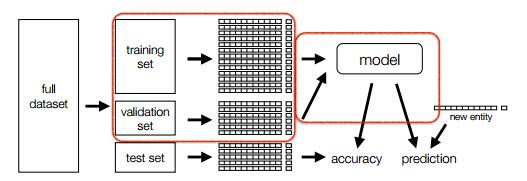 full
dataset
training
set
validation
set
test set
model
new entity
accuracy
prediction